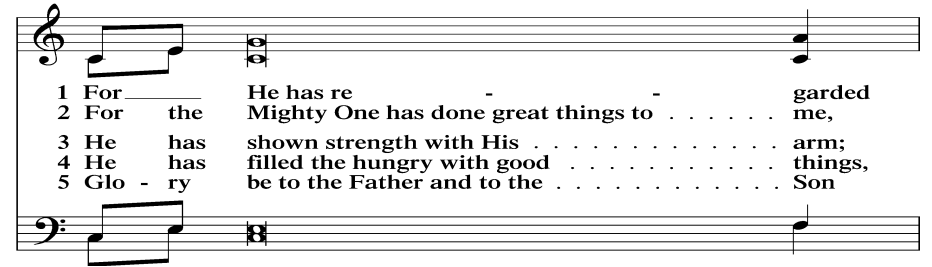 1 For______ He has re - - garded
2 For the Mighty One has done great things to . . . . . . me,
3 He has shown strength with His . . . . . . . . . . . . . arm;
4 He has filled the hungry with good . . . . . . . . . . . things,
5 Glo - ry be to the Father and to the . . . . . . . . . . . . Son